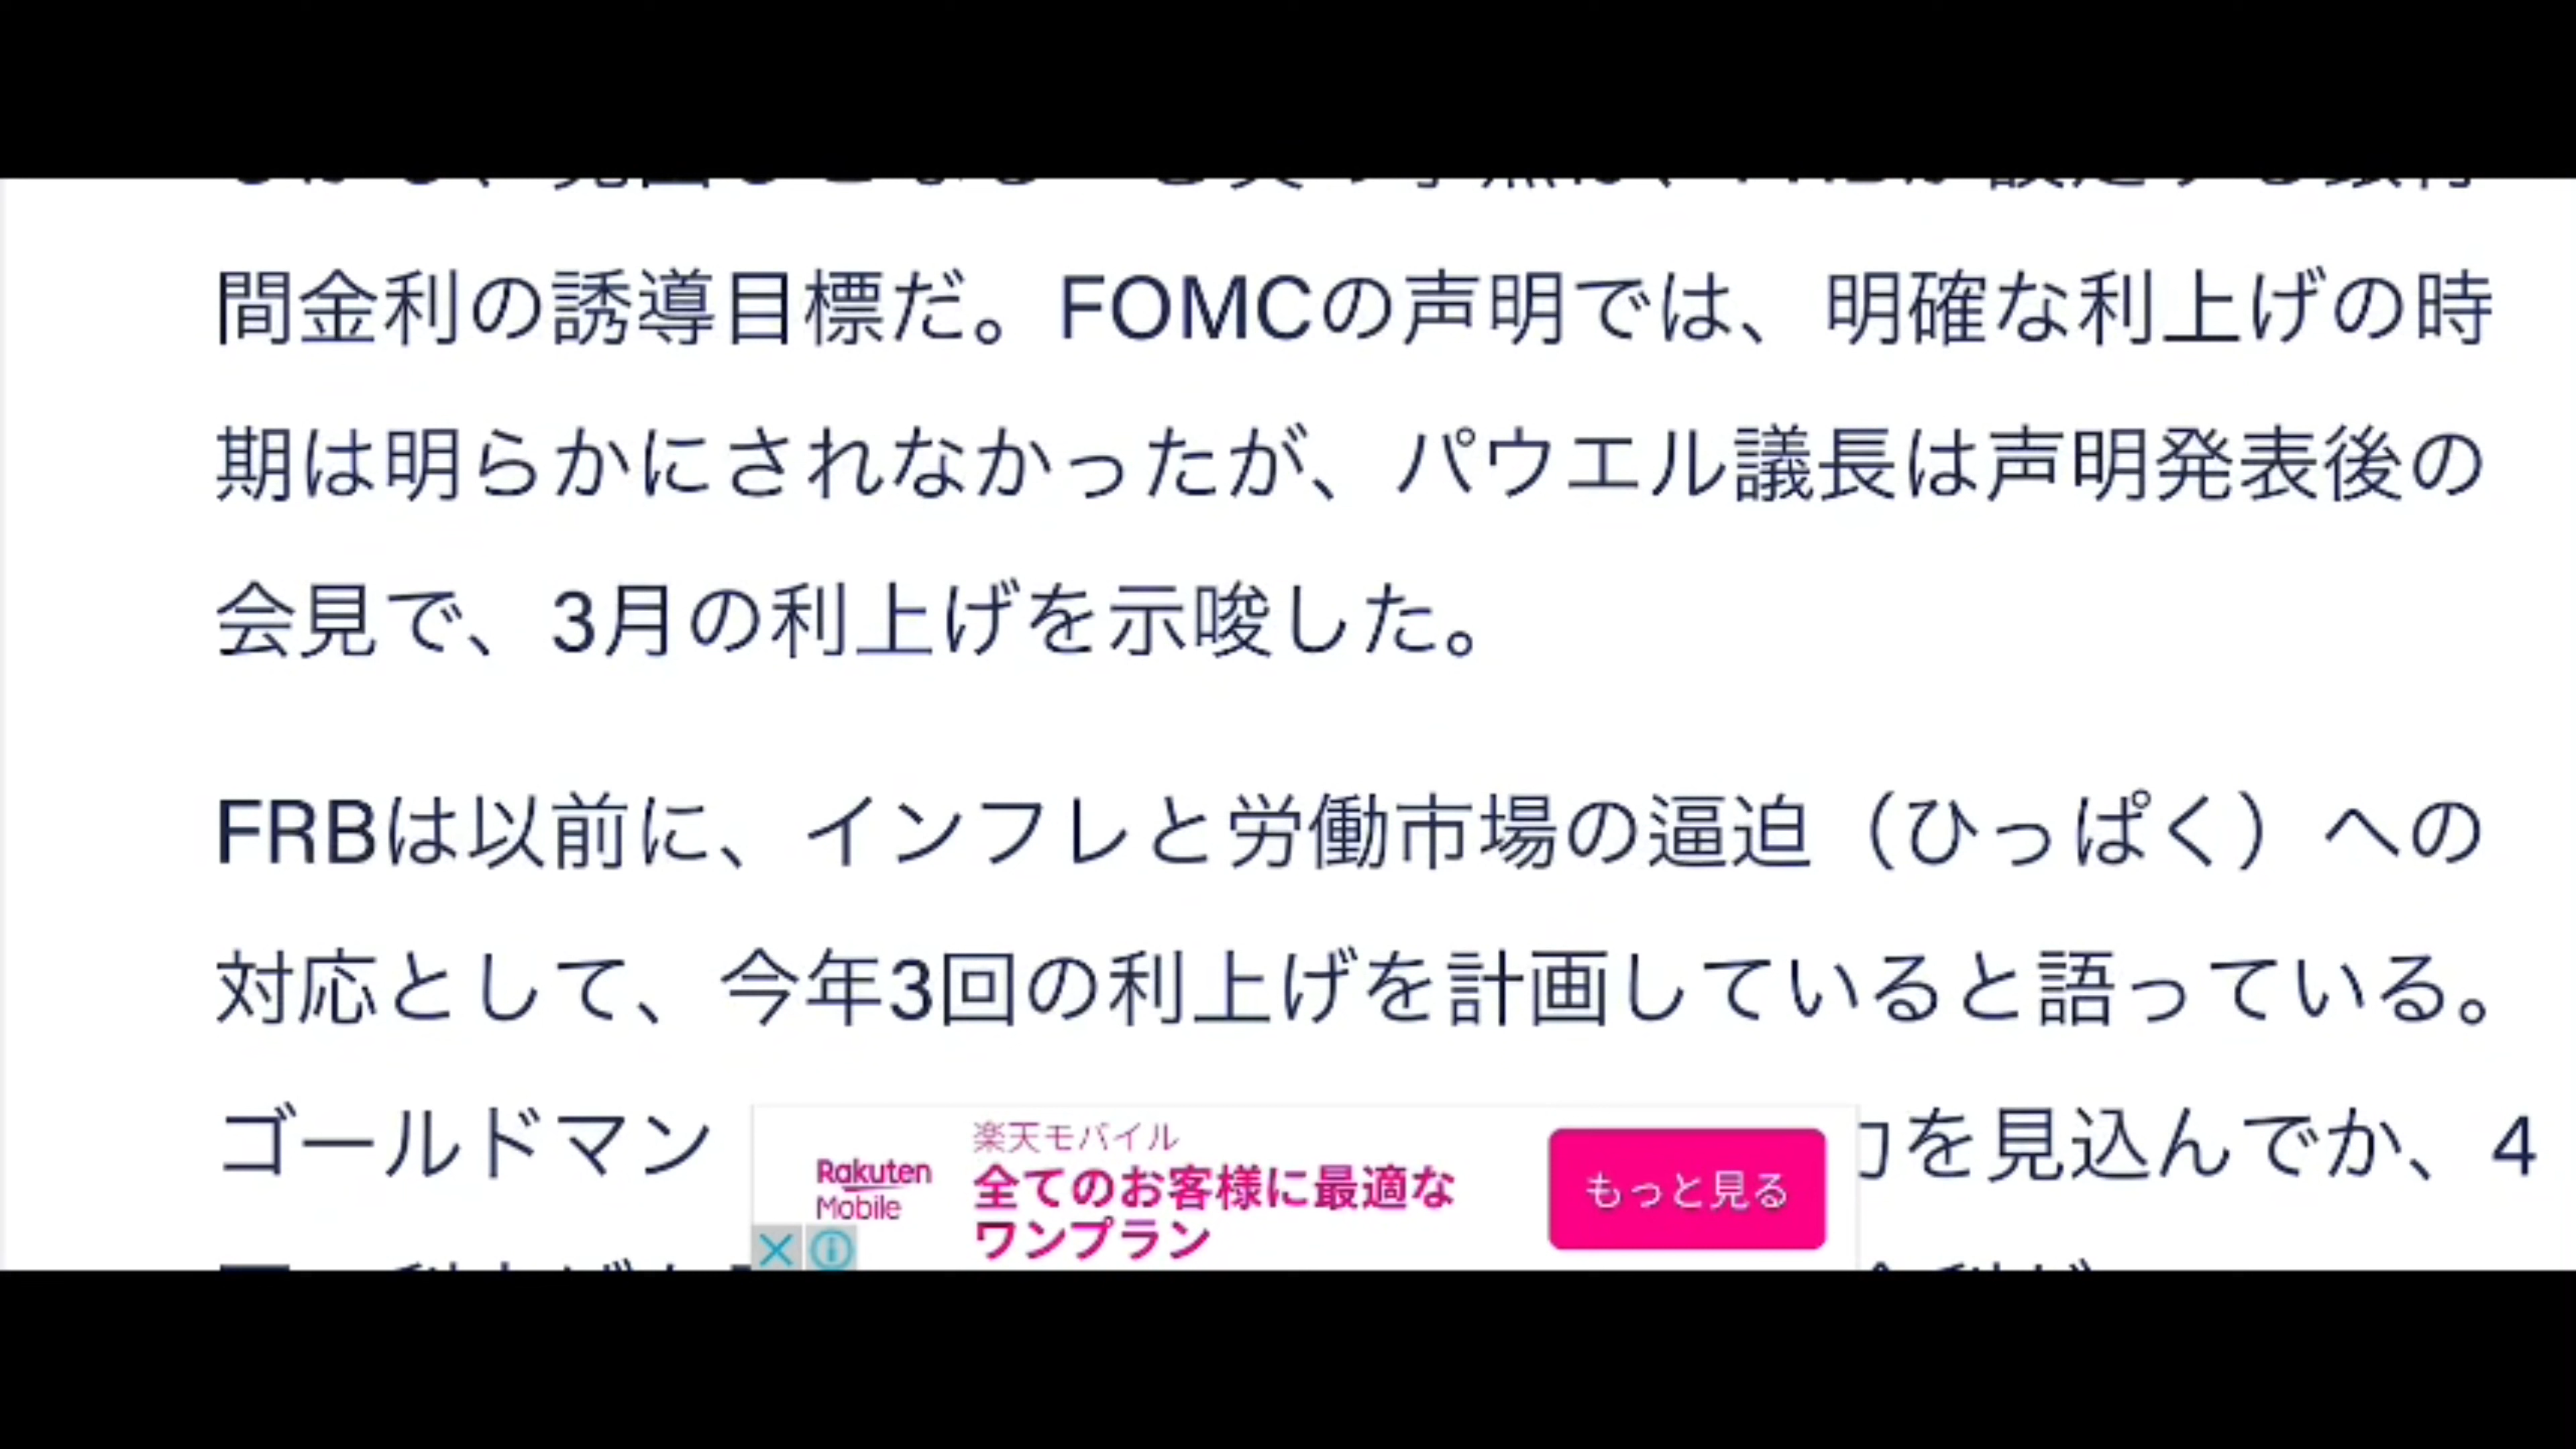 間金利の誘導目標だ。FOMCの声明では、明確な利上げの時
期は明らかにされなかったが、パウエル議長は声明発表後の
会見で、3月の利上げを示唆した。
FRBは以前に、インフレと労働市場の逼迫（ひっぱく）への
対応として、今年3回の利上げを計画していると語っている。
ゴールドマン
を見込んでか、4
楽天モバイル
Rakuten
Mobile
全てのお客様に最適な
ワンプラン
もっと見る